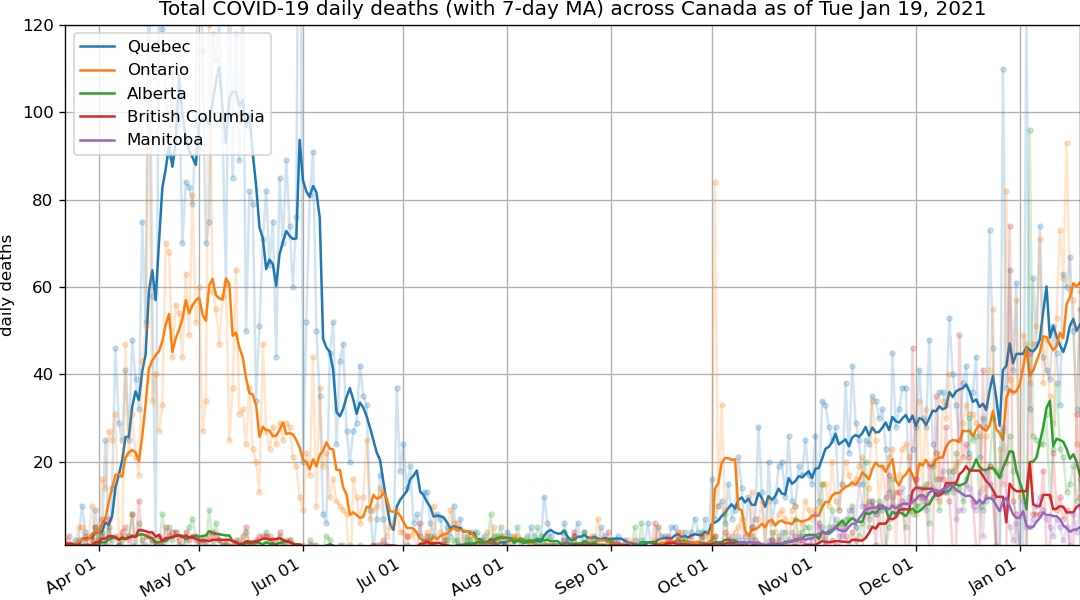 Total COVID-19 daily deaths (with 7-day MA) across Canada as of Tue Jan 19, 2021
daily deaths
120
100
80
60
40
20
Quebec
Ontario
Alberta
British Columbia
Manitoba
Apr 01
May 01
Jun 01
Jul 01
Aug 01
Sep 01
Oct 01
Nov 01
Dec 01
Jan 01